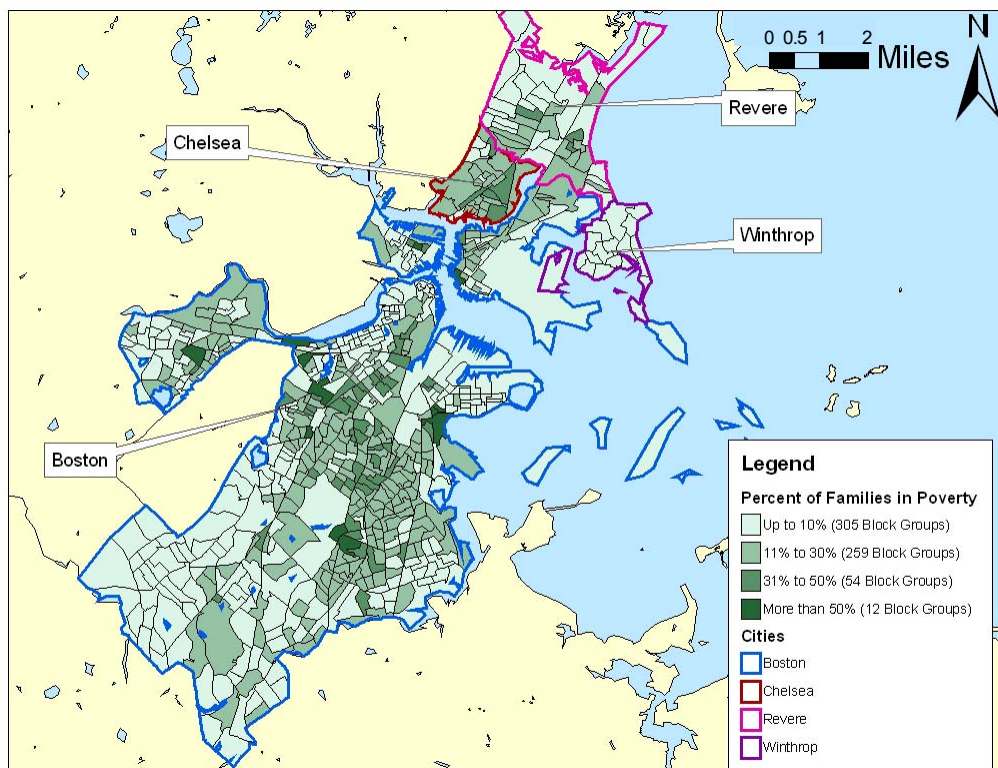 N
0 0.5 1 2
Miles
Revere
Chelsea
Winthrop
Boston
Legend
Percent of Families in Poverty
Up to 10% (305 Block Groups)
11% to 30% (259 Block Groups)
31% to 50% (54 Block Groups)
More than 50% (12 Block Groups)
Cities
Boston
Chelsea
Revere
Winthrop